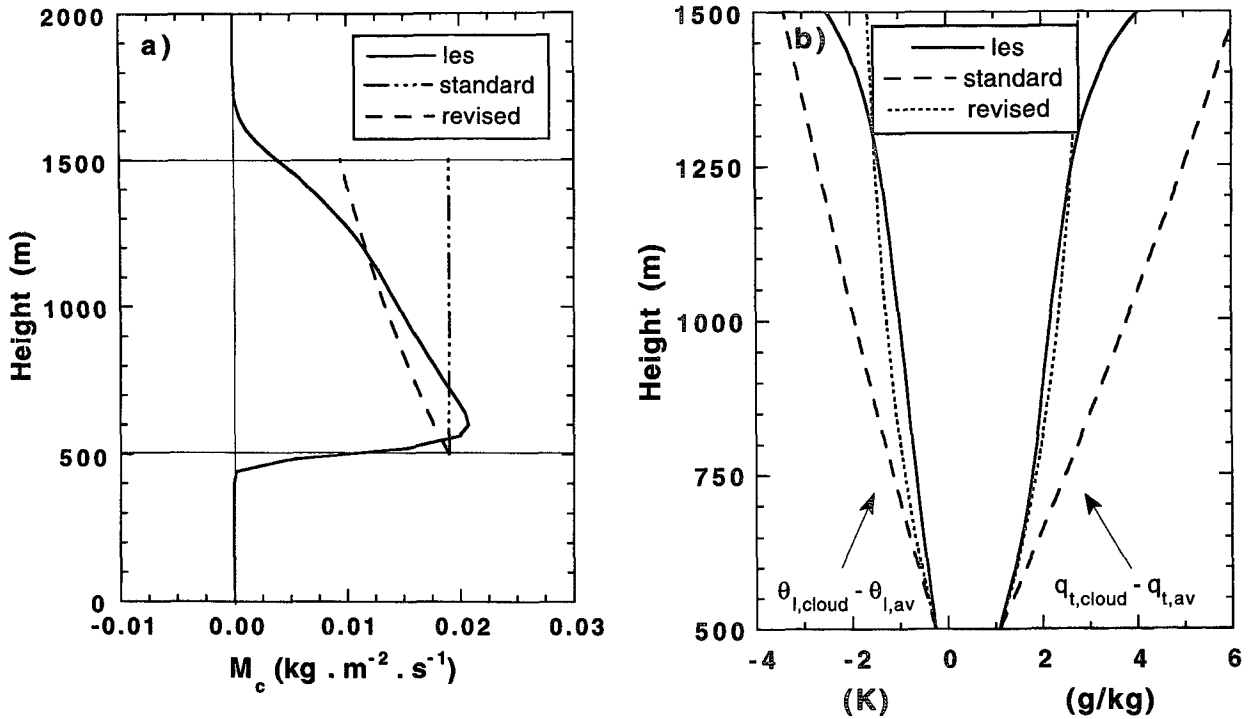 a)
les
standard
revised
2000
1500
1000
500
0
Height (m)
-0.01 0.00 0.01 0.02 0.03
M_c (kg . m^-2 . s^-1)
b)
les
standard
revised
1500
1250
1000
750
500
Height (m)
θ_l,cloud - θ_l,av
q_t,cloud - q_t,av
-4 -2 0 2 4 6
(K) (g/kg)